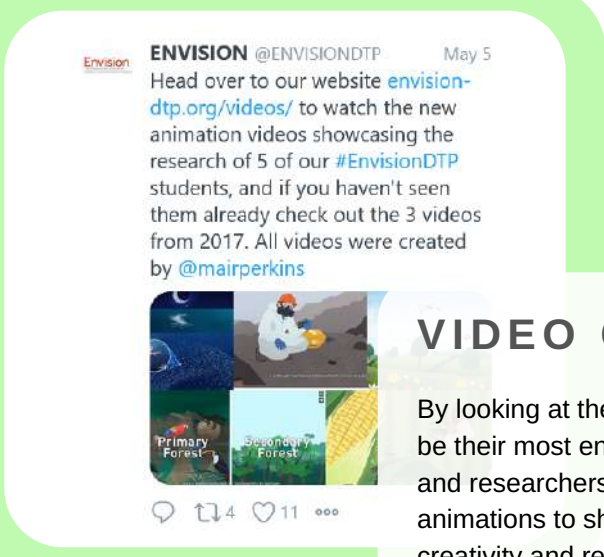 Envision
ENVISION @ENVISIONDTP May 5
Head over to our website envision-
dtp.org/videos/ to watch the new
animation videos showcasing the
research of 5 of our #EnvisionDTP
students, and if you haven't seen
them already check out the 3 videos
from 2017. All videos were created
by @mairperkins
Primary
Forest
Secondary
Forest
4 11
VIDEO
By looking at the
be their most en
and researchers
animations to sh
creativity and re